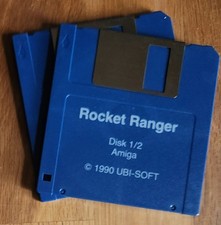 Rocket Ranger
Disk 1/2
Amiga
© 1990 UBI-SOFT